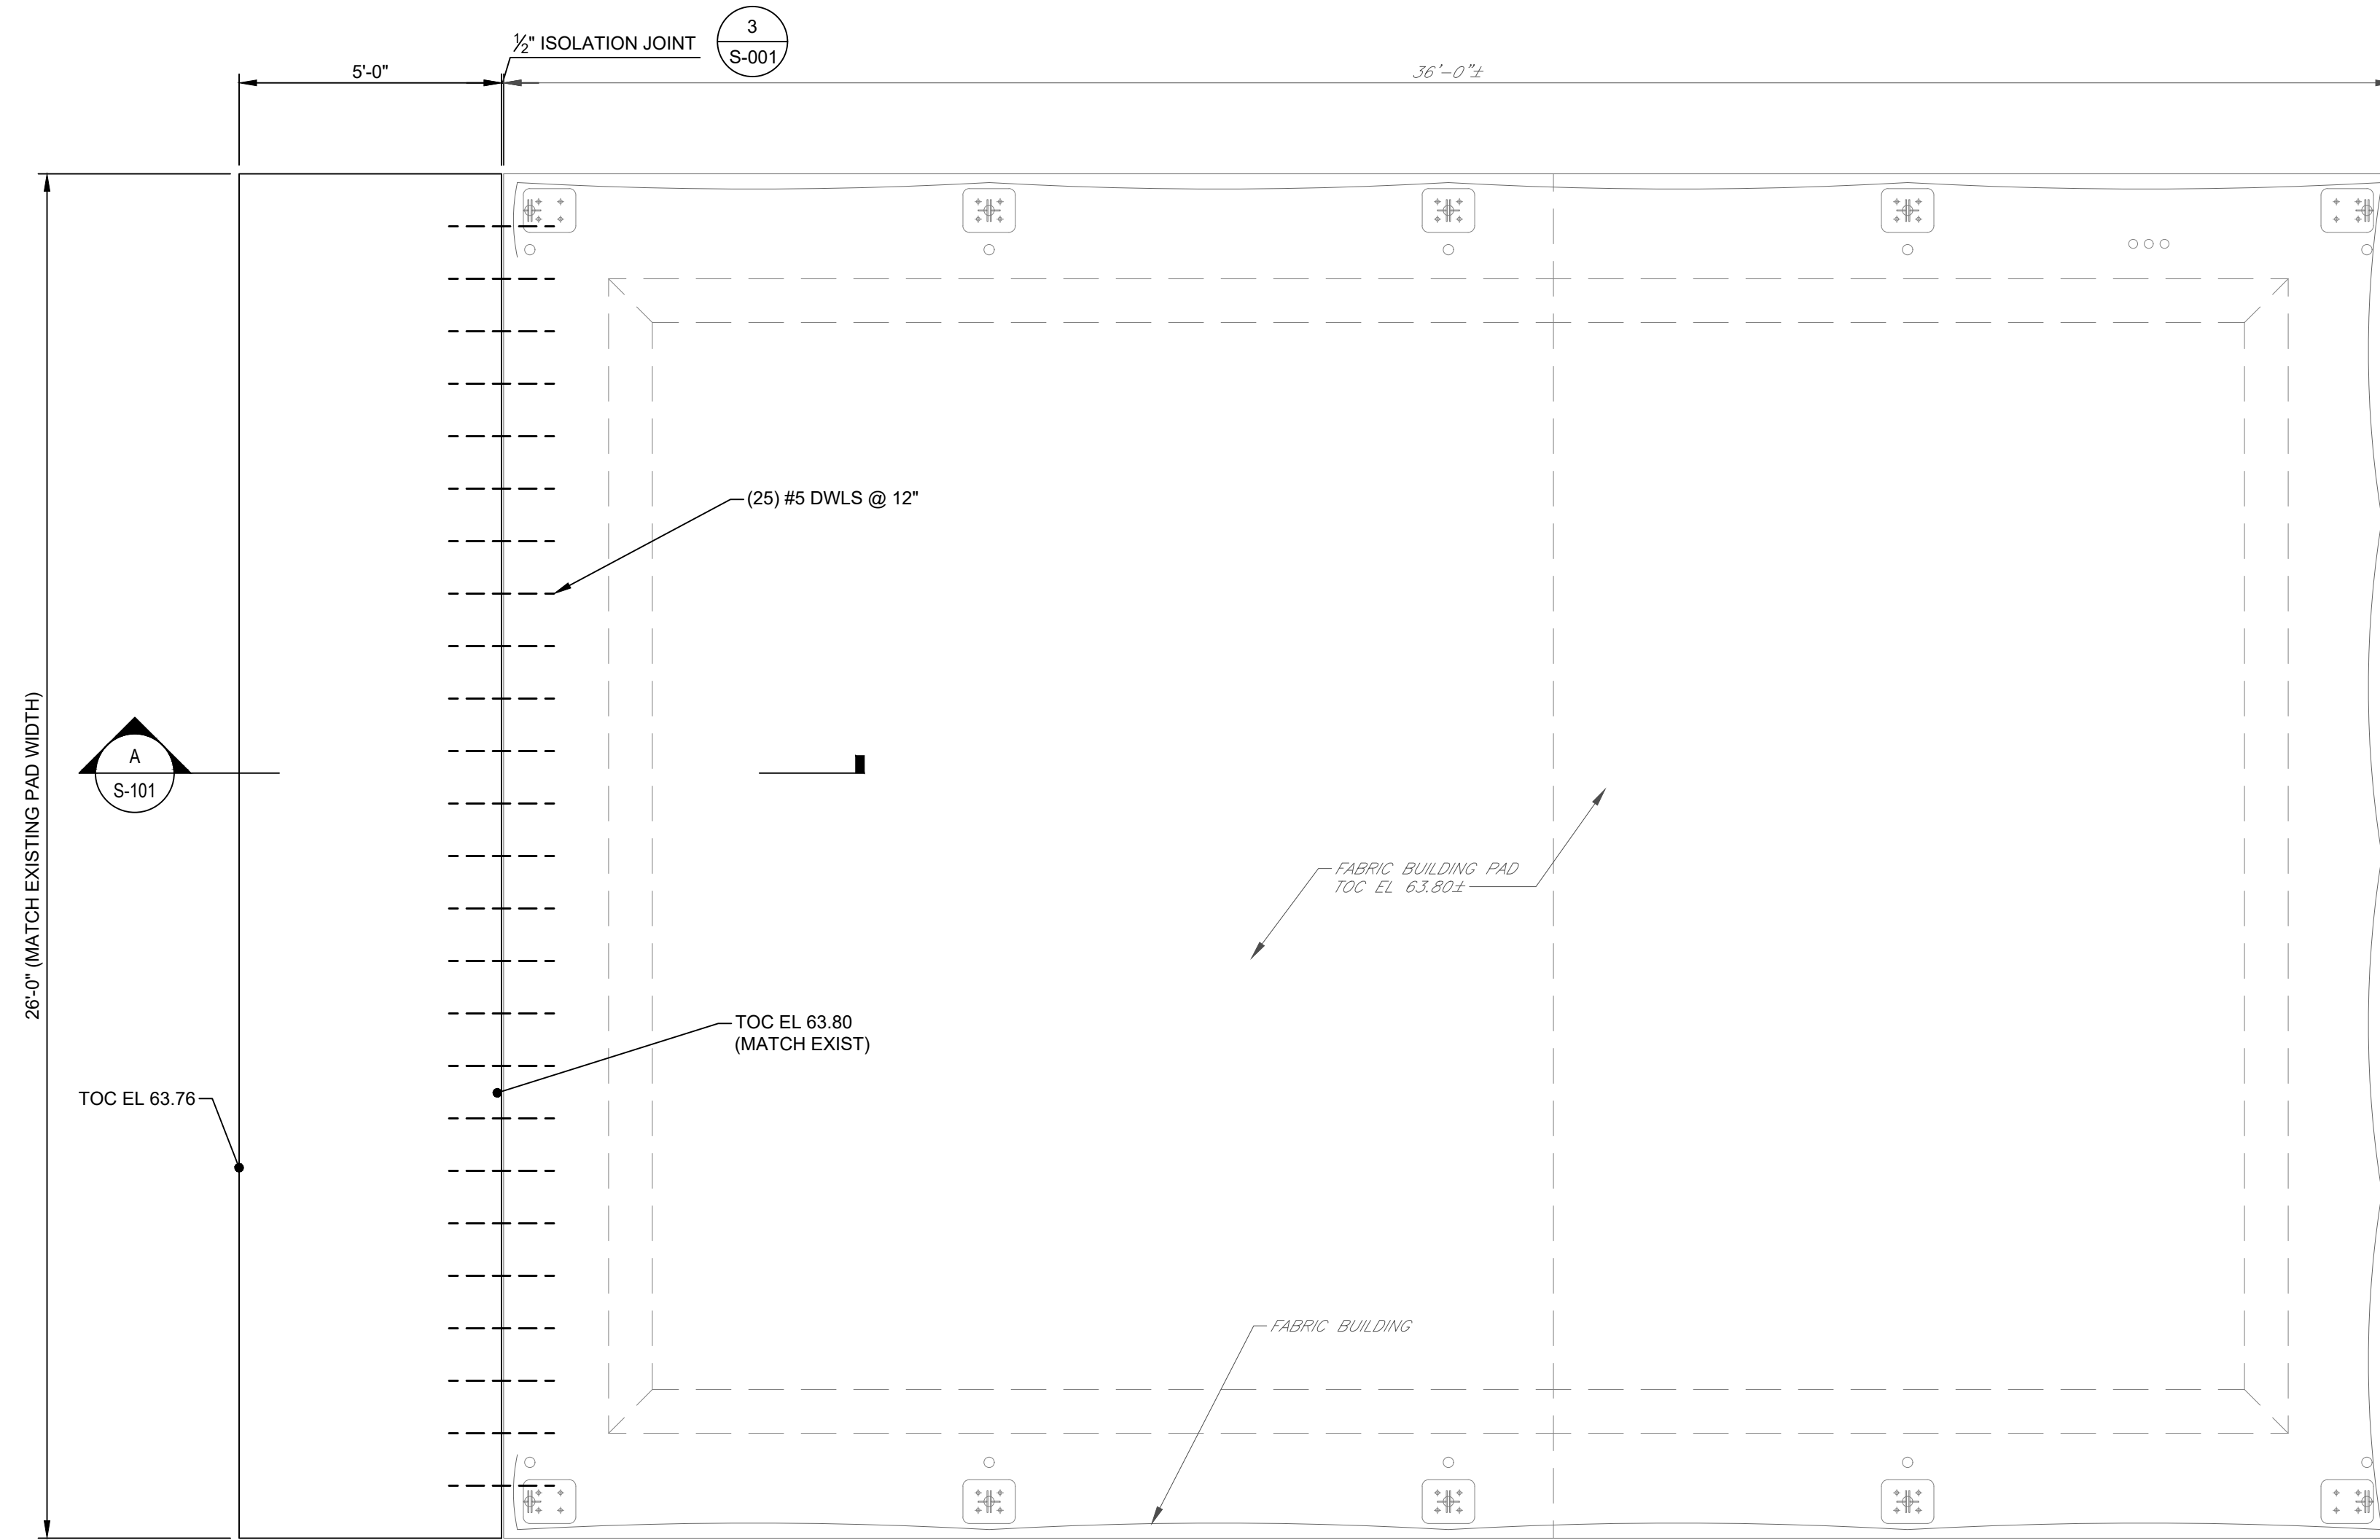 3
½" ISOLATION JOINT
S-001
5'-0"
36'-0"±
(25) #5 DWLS @ 12"
26'-0" (MATCH EXISTING PAD WIDTH)
A
S-101
FABRIC BUILDING PAD
TOC EL 63.80±
TOC EL 63.80
(MATCH EXIST)
TOC EL 63.76
FABRIC BUILDING